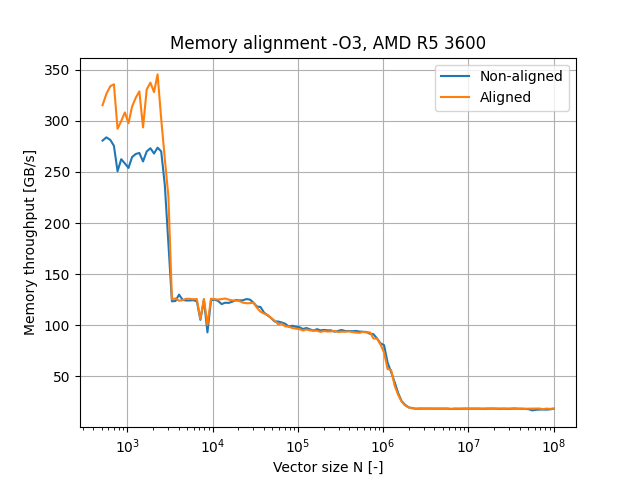 Memory alignment -O3, AMD R5 3600
Memory throughput [GB/s]
350
300
250
200
150
100
50
Non-aligned
Aligned
10³
10⁴
10⁵
10⁶
10⁷
10⁸
Vector size N [-]